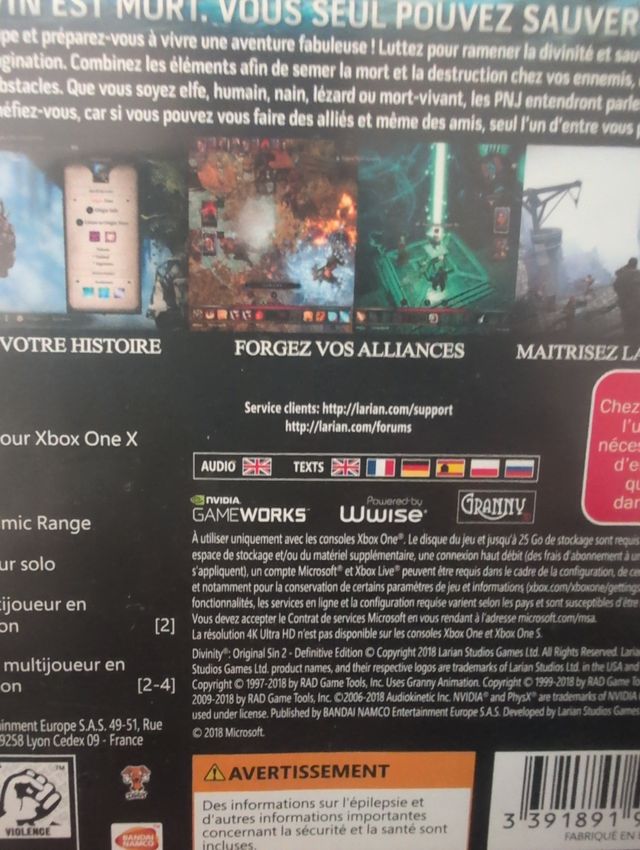 EST MORT. VOUS SEUL POUVEZ SAUVER
pe et préparez-vous à vivre une aventure fabuleuse ! Luttez pour ramener la divinité et sau
gination. Combinez les éléments afin de semer la mort et la destruction chez vos ennemis,
bstacles. Que vous soyez elfe, humain, nain, lézard ou mort-vivant, les PNJ entendront parl
méfiez-vous, car si vous pouvez vous faire des alliés et même des amis, seul l'un d'entre vous
VOTRE HISTOIRE
FORGEZ VOS ALLIANCES
MAITRISEZ LA
Service clients: http://larian.com/support
http://larian.com/forums
Chez
l'u
néces
d'e
qu
dan
our Xbox One X
mic Range
ur solo
tijoueur en
on [2]
multijoueur en
on [2-4]
AUDIO TEXTS
NVIDIA.
GAMEWORKS
Powered by
Wwise
GRANNY
À utiliser uniquement avec les consoles Xbox One®. Le disque du jeu et jusqu'à 25 Go de stockage sont requis
espace de stockage et/ou du matériel supplémentaire, une connexion haut débit (des frais d'abonnement à un
s'appliquent), un compte Microsoft® et Xbox Live® peuvent être requis dans le cadre de la configuration, de ce
et notamment pour la conservation de certains paramètres de jeu et informations (xbox.com/xboxone/getting
fonctionnalités, les services en ligne et la configuration requise varient selon les pays et sont susceptibles d'être
Vous devez accepter le Contrat de services Microsoft en vous rendant à l'adresse microsoft.com/msa.
La résolution 4K Ultra HD n'est pas disponible sur les consoles Xbox One et Xbox One S.
Divinity®: Original Sin 2 - Definitive Edition © Copyright 2018 Larian Studios Games Ltd. All Rights Reserved. Laria
Studios Games Ltd. product names, and their respective logos are trademarks of Larian Studios Ltd. in the USA and
Copyright © 1997-2018 by RAD Game Tools, Inc. Uses Granny Animation. Copyright © 1999-2018 by RAD Game To
2009-2018 by RAD Game Tools, Inc. ©2006-2018 Audiokinetic Inc. NVIDIA® and PhysX® are trademarks of NVIDIA
used under license. Published by BANDAI NAMCO Entertainment Europe S.A.S. Developed by Larian Studios Games
© 2018 Microsoft.
inment Europe S.A.S. 49-51, Rue
9258 Lyon Cedex 09 - France
VIOLENCE
BANDAI
NAMCO
AVERTISSEMENT
Des informations sur l'épilepsie et
d'autres informations importantes
concernant la sécurité et la santé sont
incluses.
3 391891 9
FABRIQUÉ EN